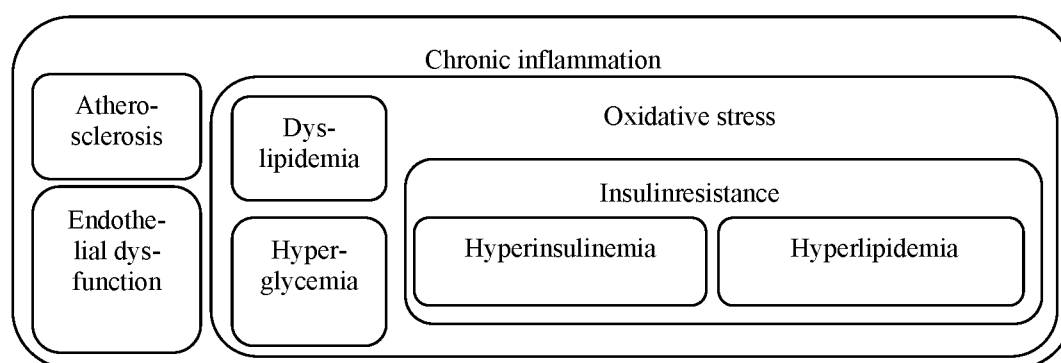 Chronic inflammation
Athero-
sclerosis
Endothe-
lial dys-
function
Oxidative stress
Dys-
lipidemia
Hyper-
glycemia
Insulinresistance
Hyperinsulinemia
Hyperlipidemia